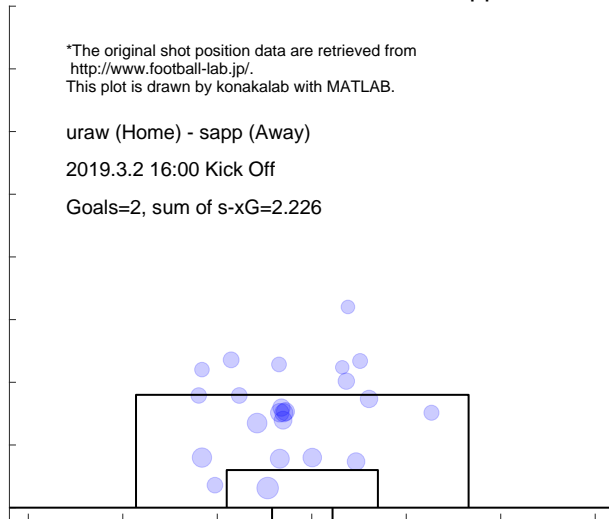 *The original shot position data are retrieved from
http://www.football-lab.jp/.
This plot is drawn by konakalab with MATLAB.
uraw (Home) - sapp (Away)
2019.3.2 16:00 Kick Off
Goals=2, sum of s-xG=2.226